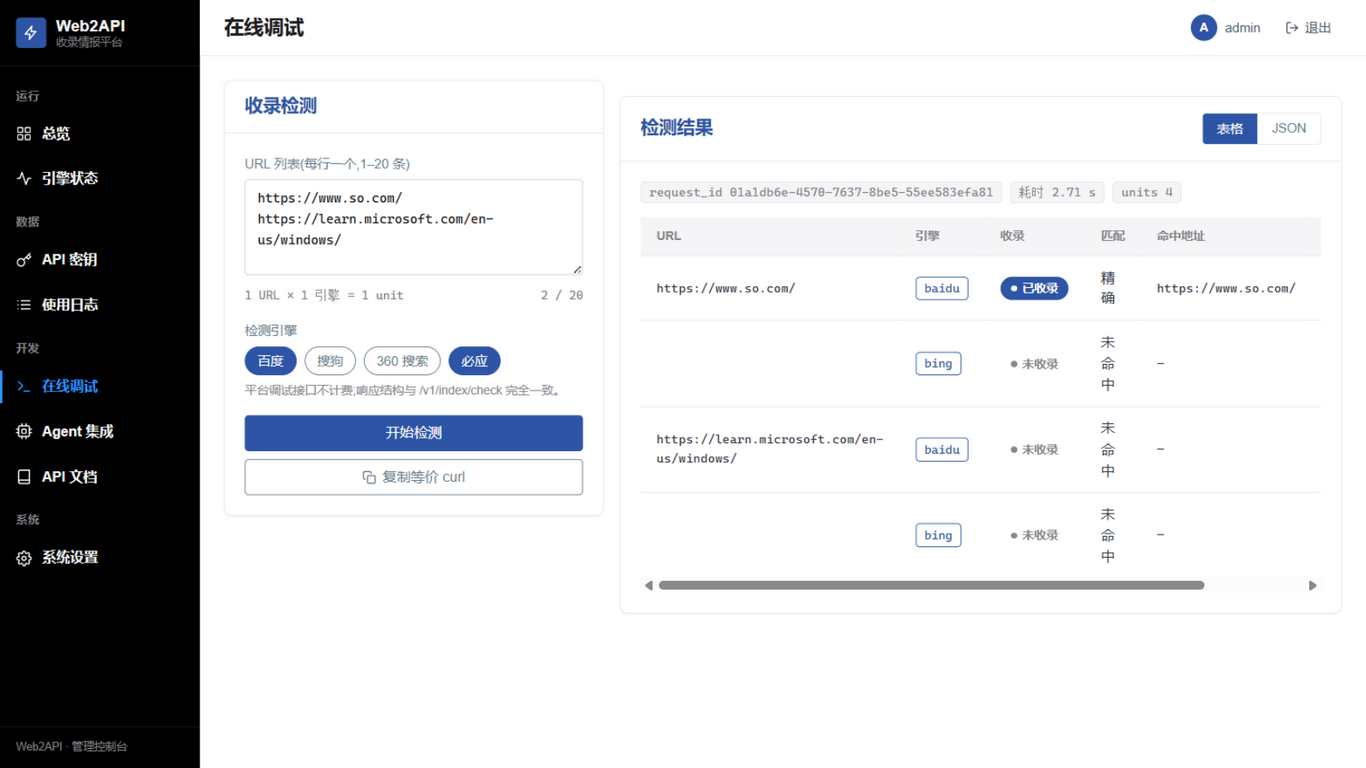 Web2API
收录情报平台
运行
总览
引擎状态
数据
API 密钥
使用日志
开发
在线调试
Agent 集成
API 文档
系统
系统设置
Web2API · 管理控制台
在线调试
A admin 退出
收录检测
URL 列表(每行一个,1–20 条)
https://www.so.com/
https://learn.microsoft.com/en-
us/windows/
1 URL × 1 引擎 = 1 unit 2 / 20
检测引擎
百度 搜狗 360 搜索 必应
平台调试接口不计费;响应结构与 /v1/index/check 完全一致。
开始检测
复制等价 curl
检测结果
表格 JSON
request_id 01a1db6e-4570-7637-8be5-55ee583efa81 耗时 2.71 s units 4
URL 引擎 收录 匹配 命中地址
https://www.so.com/ baidu 已收录 精
确 https://www.so.com/
bing 未收录 未
命
中 –
https://learn.microsoft.com/en-
us/windows/ baidu 未收录 未
命
中 –
bing 未收录 未
命
中 –